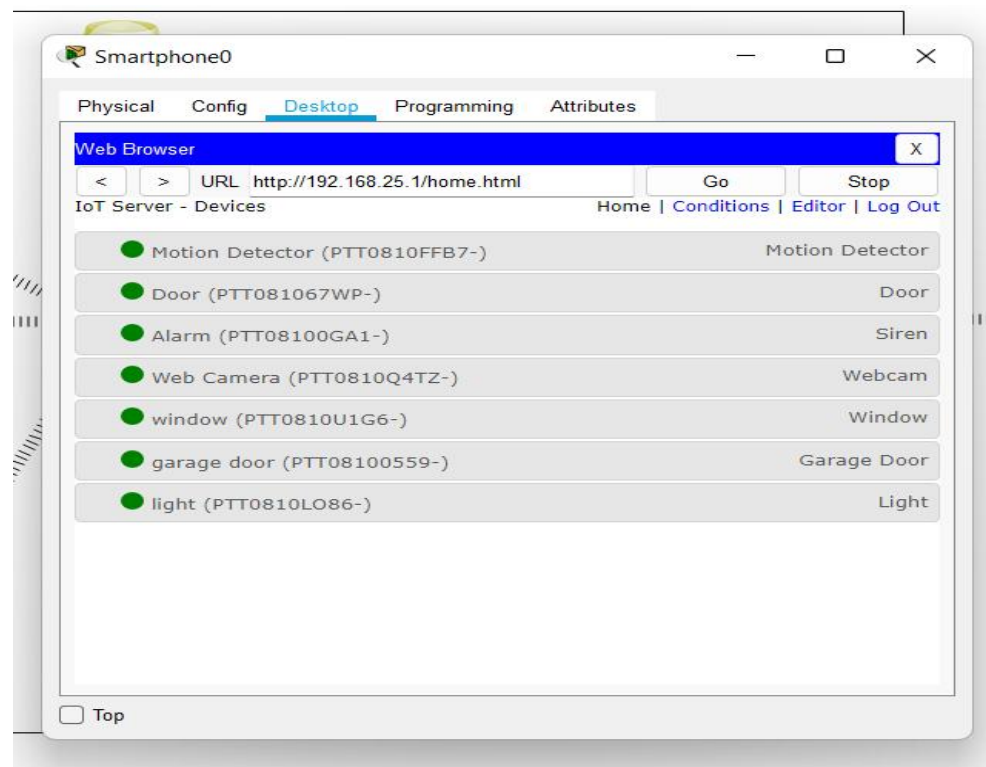 Smartphone0
Physical Config Desktop Programming Attributes
Web Browser X
< > URL http://192.168.25.1/home.html Go Stop
IoT Server - Devices Home | Conditions | Editor | Log Out
Motion Detector (PTT0810FFB7-) Motion Detector
Door (PTT081067WP-) Door
Alarm (PTT08100GA1-) Siren
Web Camera (PTT0810Q4TZ-) Webcam
window (PTT0810U1G6-) Window
garage door (PTT08100559-) Garage Door
light (PTT0810LO86-) Light
Top